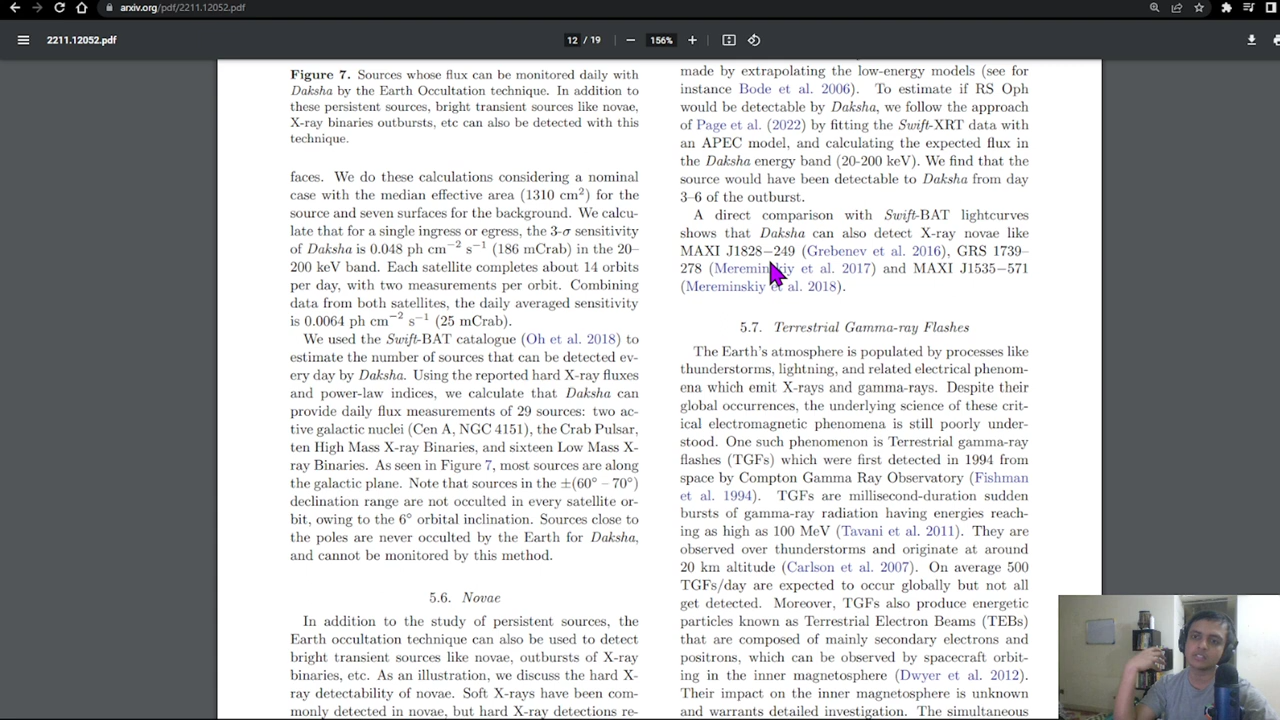 arxiv.org/pdf/2211.12052.pdf
2211.12052.pdf
12 / 19
156%
Figure 7. Sources whose flux can be monitored daily with
Daksha by the Earth Occultation technique. In addition to
these persistent sources, bright transient sources like novae,
X-ray binaries outbursts, etc can also be detected with this
technique.
faces. We do these calculations considering a nominal
case with the median effective area (1310 cm²) for the
source and seven surfaces for the background. We calcu-
late that for a single ingress or egress, the 3-σ sensitivity
of Daksha is 0.048 ph cm⁻² s⁻¹ (186 mCrab) in the 20–
200 keV band. Each satellite completes about 14 orbits
per day, with two measurements per orbit. Combining
data from both satellites, the daily averaged sensitivity
is 0.0064 ph cm⁻² s⁻¹ (25 mCrab).
We used the Swift-BAT catalogue (Oh et al. 2018) to
estimate the number of sources that can be detected ev-
ery day by Daksha. Using the reported hard X-ray fluxes
and power-law indices, we calculate that Daksha can
provide daily flux measurements of 29 sources: two ac-
tive galactic nuclei (Cen A, NGC 4151), the Crab Pulsar,
ten High Mass X-ray Binaries, and sixteen Low Mass X-
ray Binaries. As seen in Figure 7, most sources are along
the galactic plane. Note that sources in the ±(60° – 70°)
declination range are not occulted in every satellite or-
bit, owing to the 6° orbital inclination. Sources close to
the poles are never occulted by the Earth for Daksha,
and cannot be monitored by this method.
5.6. Novae
In addition to the study of persistent sources, the
Earth occultation technique can also be used to detect
bright transient sources like novae, outbursts of X-ray
binaries, etc. As an illustration, we discuss the hard X-
ray detectability of novae. Soft X-rays have been com-
monly detected in novae, but hard X-ray detections re-
made by extrapolating the low-energy models (see for
instance Bode et al. 2006). To estimate if RS Oph
would be detectable by Daksha, we follow the approach
of Page et al. (2022) by fitting the Swift-XRT data with
an APEC model, and calculating the expected flux in
the Daksha energy band (20-200 keV). We find that the
source would have been detectable to Daksha from day
3–6 of the outburst.
A direct comparison with Swift-BAT lightcurves
shows that Daksha can also detect X-ray novae like
MAXI J1828−249 (Grebenev et al. 2016), GRS 1739–
278 (Mereminskiy et al. 2017) and MAXI J1535−571
(Mereminskiy et al. 2018).
5.7. Terrestrial Gamma-ray Flashes
The Earth's atmosphere is populated by processes like
thunderstorms, lightning, and related electrical phenom-
ena which emit X-rays and gamma-rays. Despite their
global occurrences, the underlying science of these crit-
ical electromagnetic phenomena is still poorly under-
stood. One such phenomenon is Terrestrial gamma-ray
flashes (TGFs) which were first detected in 1994 from
space by Compton Gamma Ray Observatory (Fishman
et al. 1994). TGFs are millisecond-duration sudden
bursts of gamma-ray radiation having energies reach-
ing as high as 100 MeV (Tavani et al. 2011). They are
observed over thunderstorms and originate at around
20 km altitude (Carlson et al. 2007). On average 500
TGFs/day are expected to occur globally but not all
get detected. Moreover, TGFs also produce energetic
particles known as Terrestrial Electron Beams (TEBs)
that are composed of mainly secondary electrons and
positrons, which can be observed by spacecraft orbit-
ing in the inner magnetosphere (Dwyer et al. 2012).
Their impact on the inner magnetosphere is unknown
and warrants detailed investigation. The simultaneous